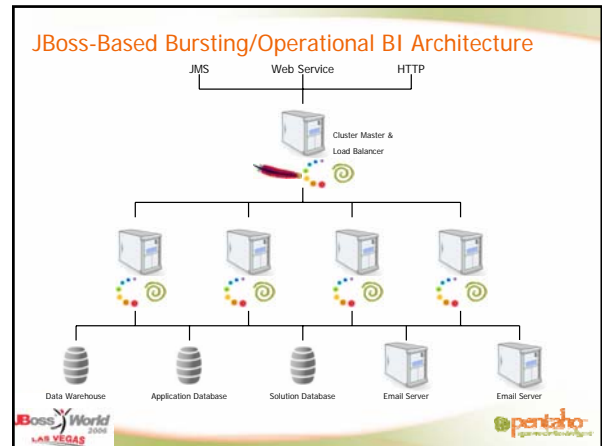 JBoss-Based Bursting/Operational BI Architecture
JMS Web Service HTTP
Cluster Master &
Load Balancer
Data Warehouse Application Database Solution Database Email Server Email Server
JBoss World
2006
LAS VEGAS
pentaho